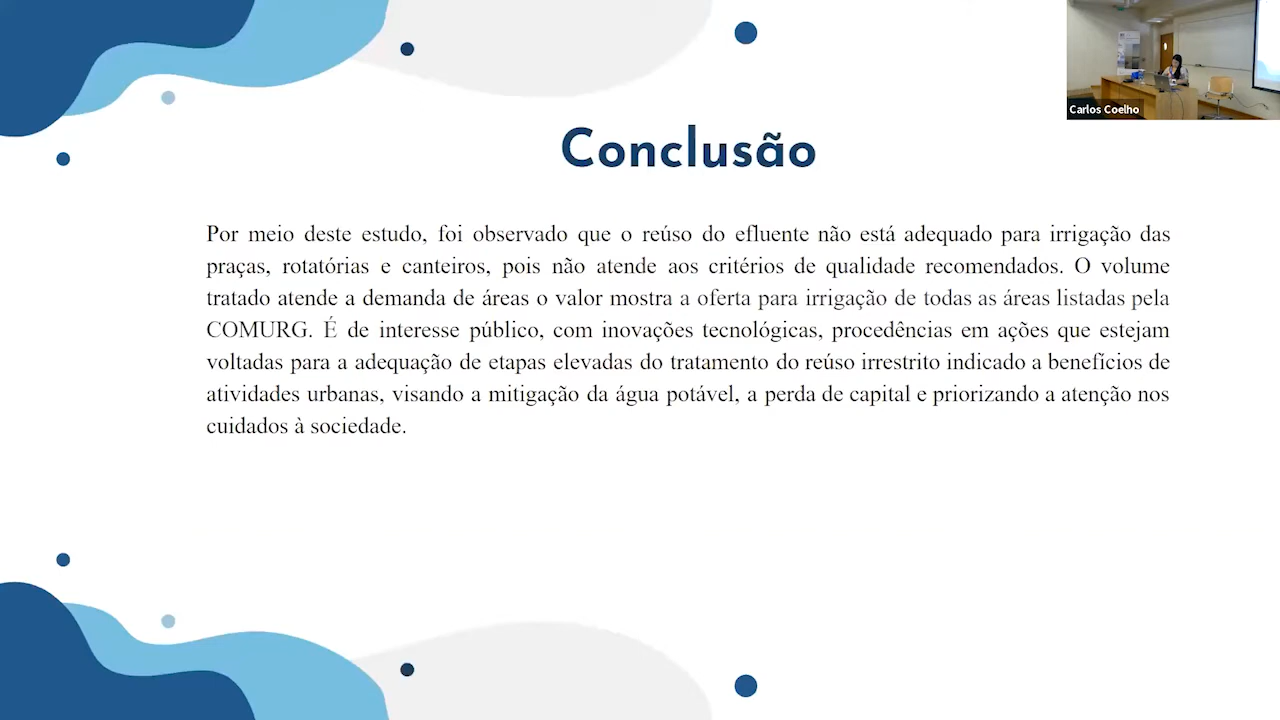 Carlos Coelho
Conclusão
Por meio deste estudo, foi observado que o reúso do efluente não está adequado para irrigação das
praças, rotatórias e canteiros, pois não atende aos critérios de qualidade recomendados. O volume
tratado atende a demanda de áreas o valor mostra a oferta para irrigação de todas as áreas listadas pela
COMURG. É de interesse público, com inovações tecnológicas, procedências em ações que estejam
voltadas para a adequação de etapas elevadas do tratamento do reúso irrestrito indicado a benefícios de
atividades urbanas, visando a mitigação da água potável, a perda de capital e priorizando a atenção nos
cuidados à sociedade.